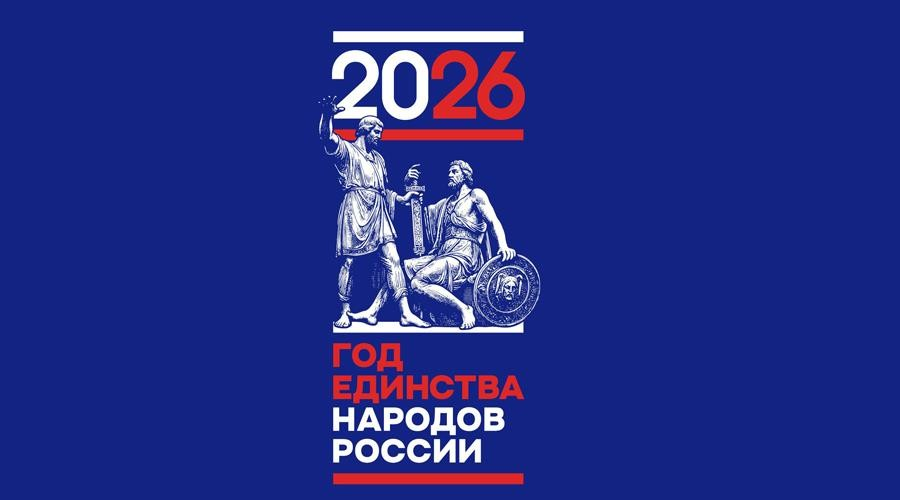 2026
ГОД
ЕДИНСТВА
НАРОДОВ
РОССИИ